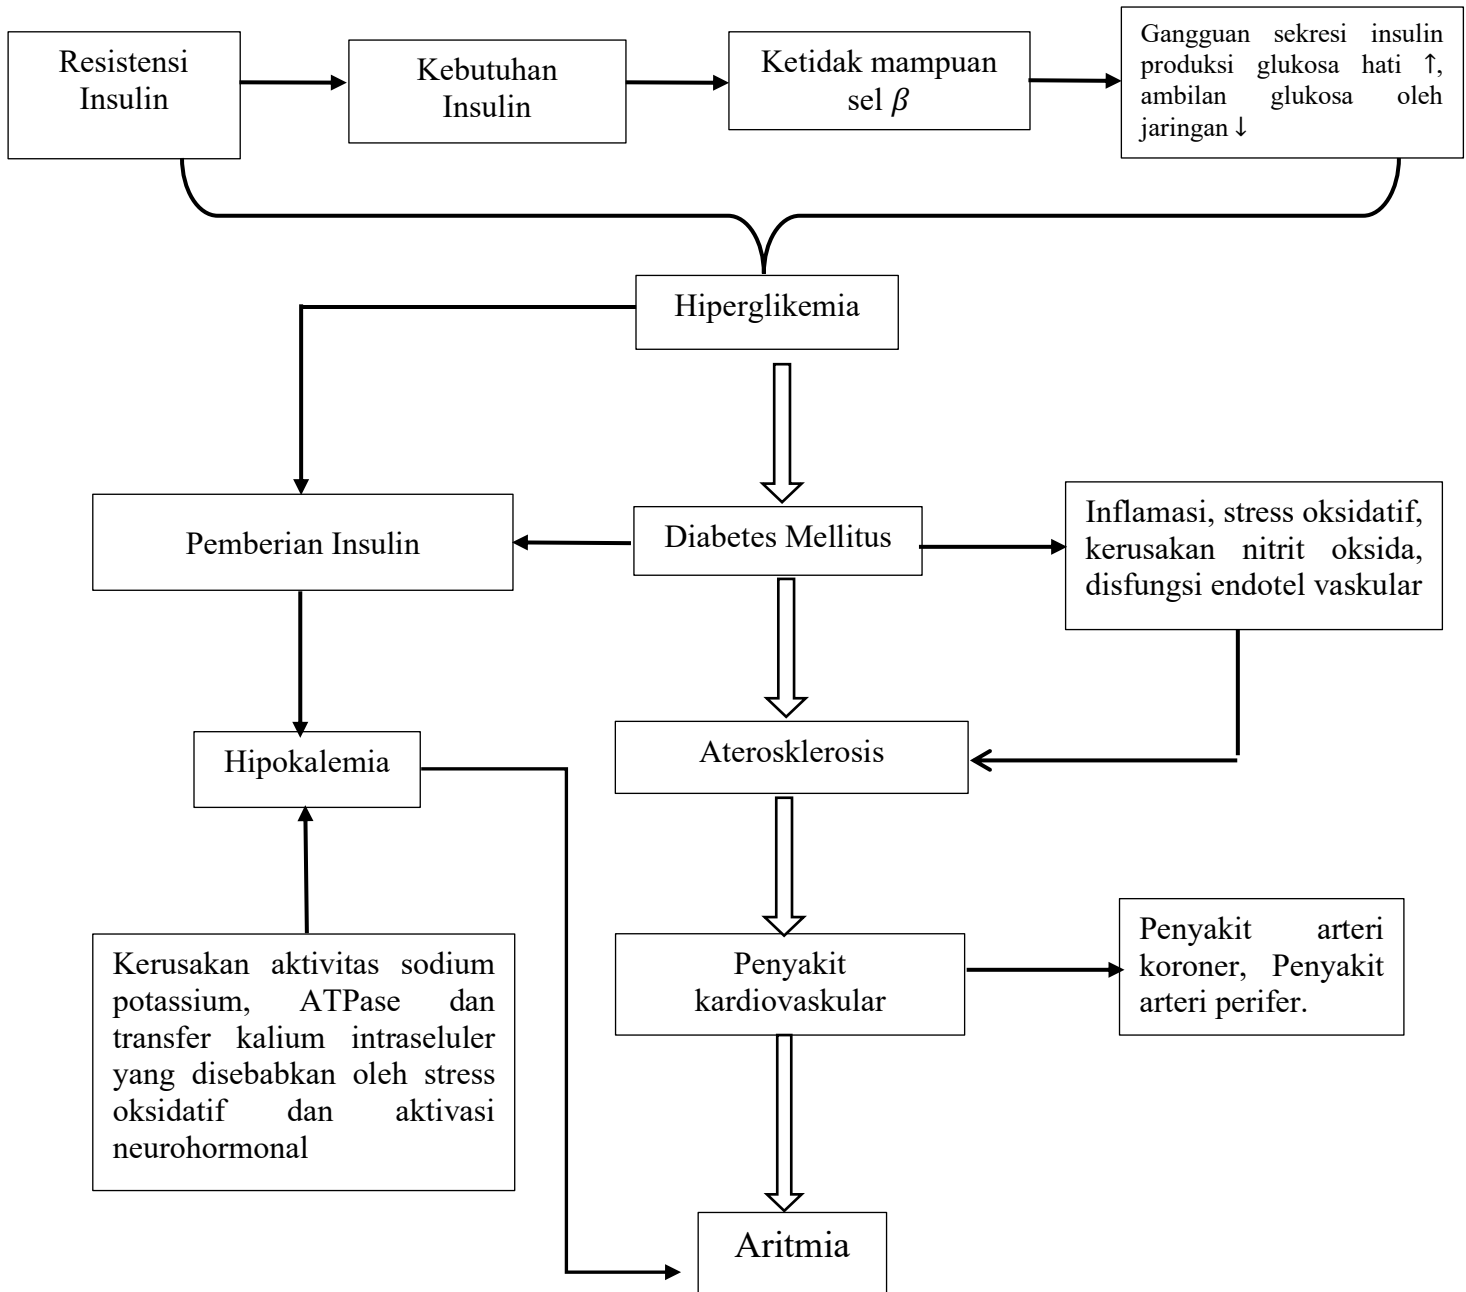 Resistensi
Insulin
Kebutuhan
Insulin
Ketidak mampuan
sel β
Gangguan sekresi insulin
produksi glukosa hati ↑,
ambilan glukosa oleh
jaringan ↓
Hiperglikemia
Pemberian Insulin
Diabetes Mellitus
Inflamasi, stress oksidatif,
kerusakan nitrit oksida,
disfungsi endotel vaskular
Hipokalemia
Aterosklerosis
Kerusakan aktivitas sodium
potassium, ATPase dan
transfer kalium intraseluler
yang disebabkan oleh stress
oksidatif dan aktivasi
neurohormonal
Penyakit
kardiovaskular
Penyakit arteri
koroner, Penyakit
arteri perifer.
Aritmia